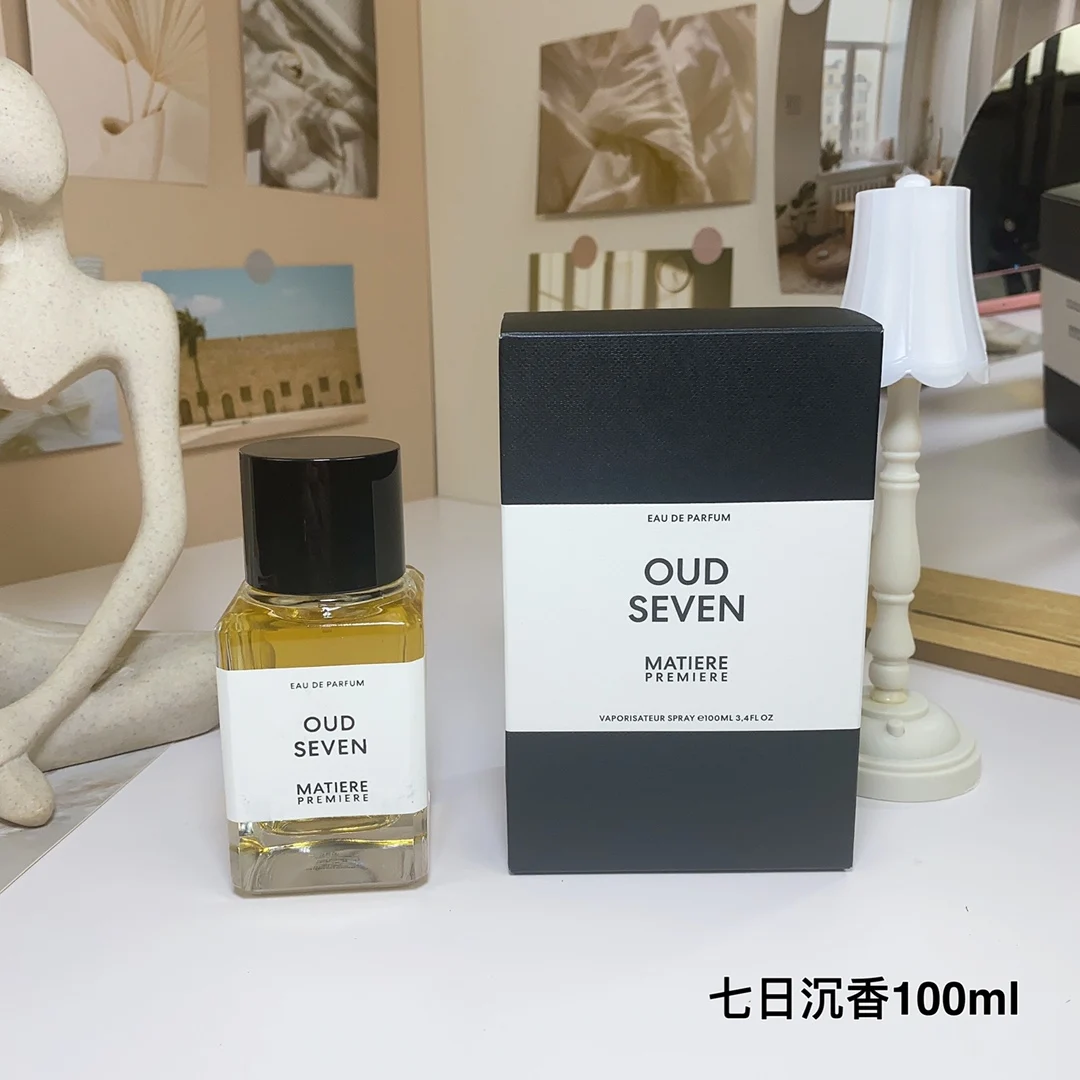 EAU DE PARFUM
OUD
SEVEN
MATIERE
PREMIERE
EAU DE PARFUM
OUD
SEVEN
MATIERE
PREMIERE
VAPORISATEUR SPRAY e100ML 3,4FL OZ
七日沉香100ml